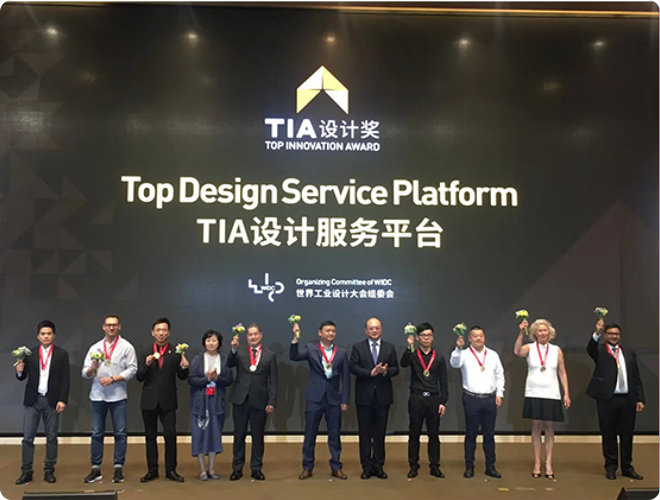 TIA设计奖
TOP INNOVATION AWARD
Top Design Service Platform
TIA设计服务平台
WIDC
Organizing Committee of WIDC
世界工业设计大会组委会